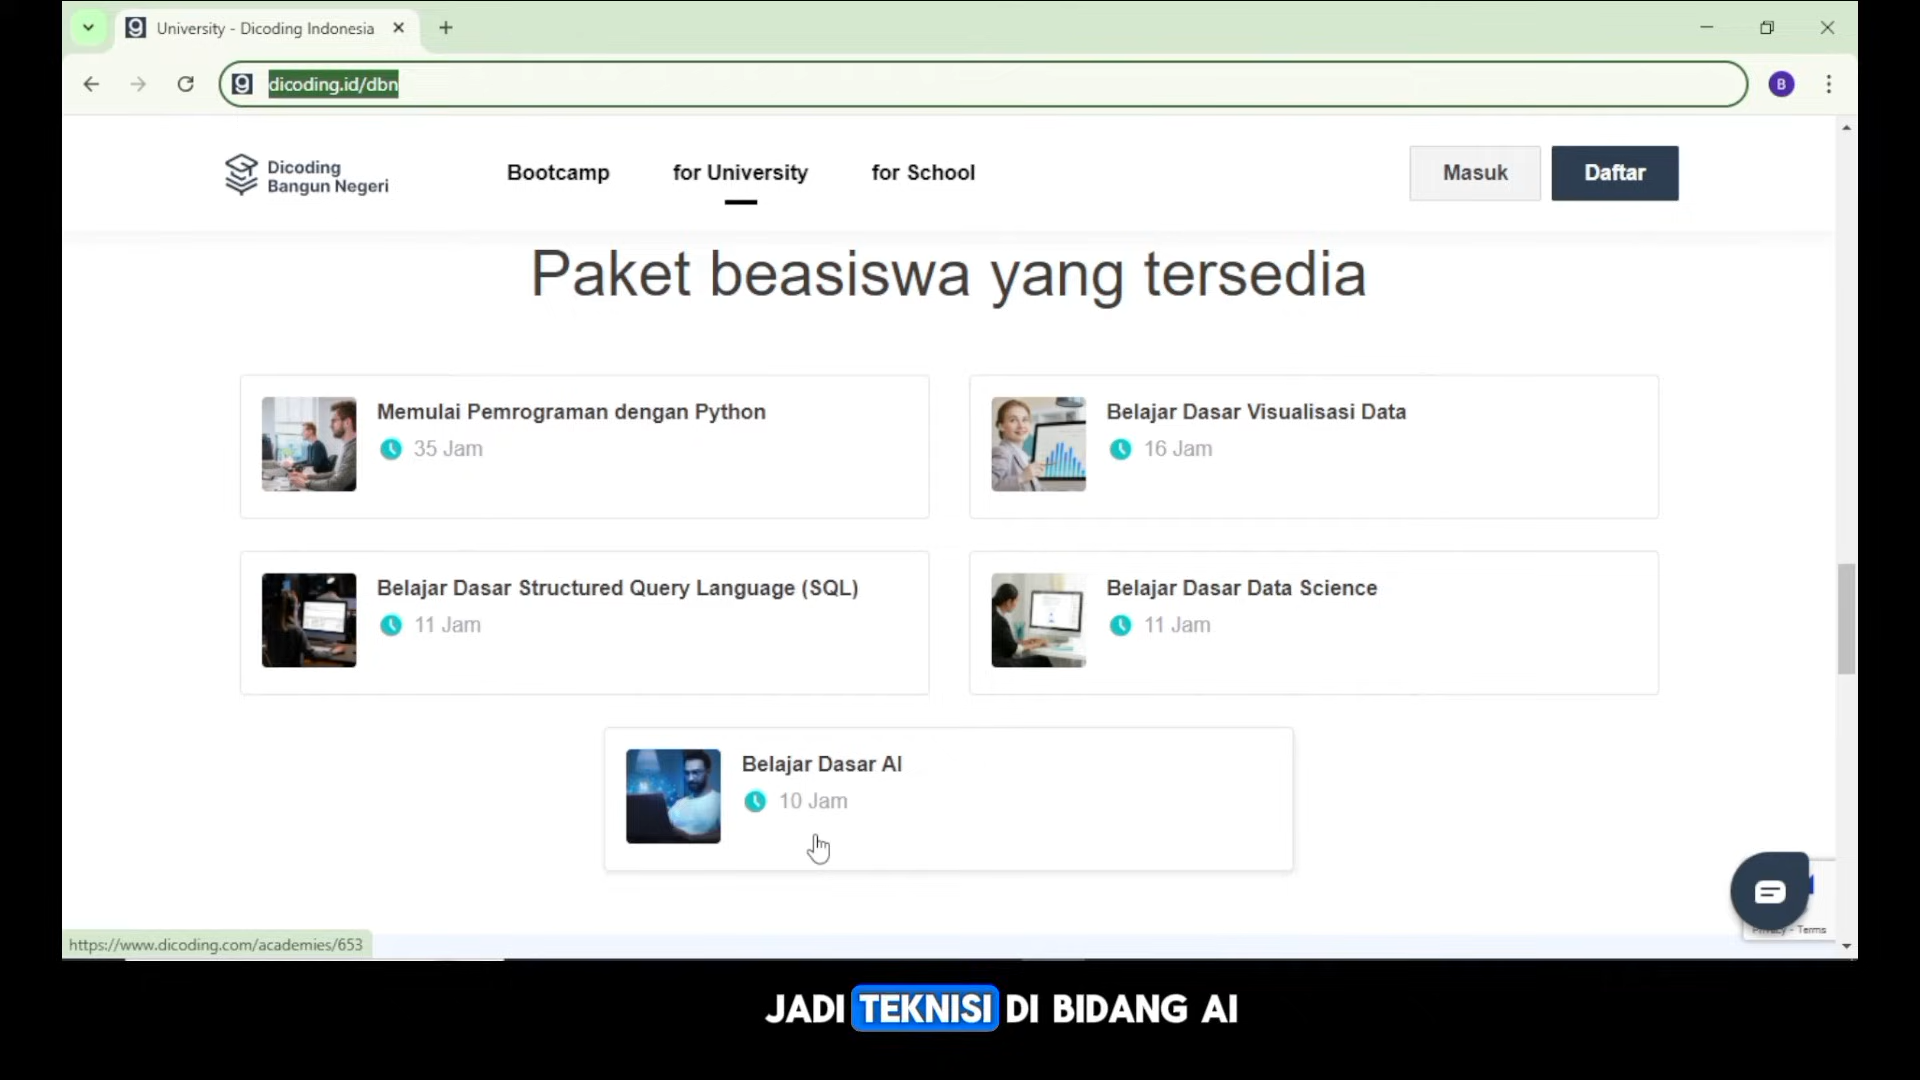 University - Dicoding Indonesia
dicoding.id/dbn
B
Dicoding
Bangun Negeri
Bootcamp
for University
for School
Masuk
Daftar
Paket beasiswa yang tersedia
Memulai Pemrograman dengan Python
35 Jam
Belajar Dasar Visualisasi Data
16 Jam
Belajar Dasar Structured Query Language (SQL)
11 Jam
Belajar Dasar Data Science
11 Jam
Belajar Dasar AI
10 Jam
Privacy - Terms
https://www.dicoding.com/academies/653
JADI TEKNISI DI BIDANG AI